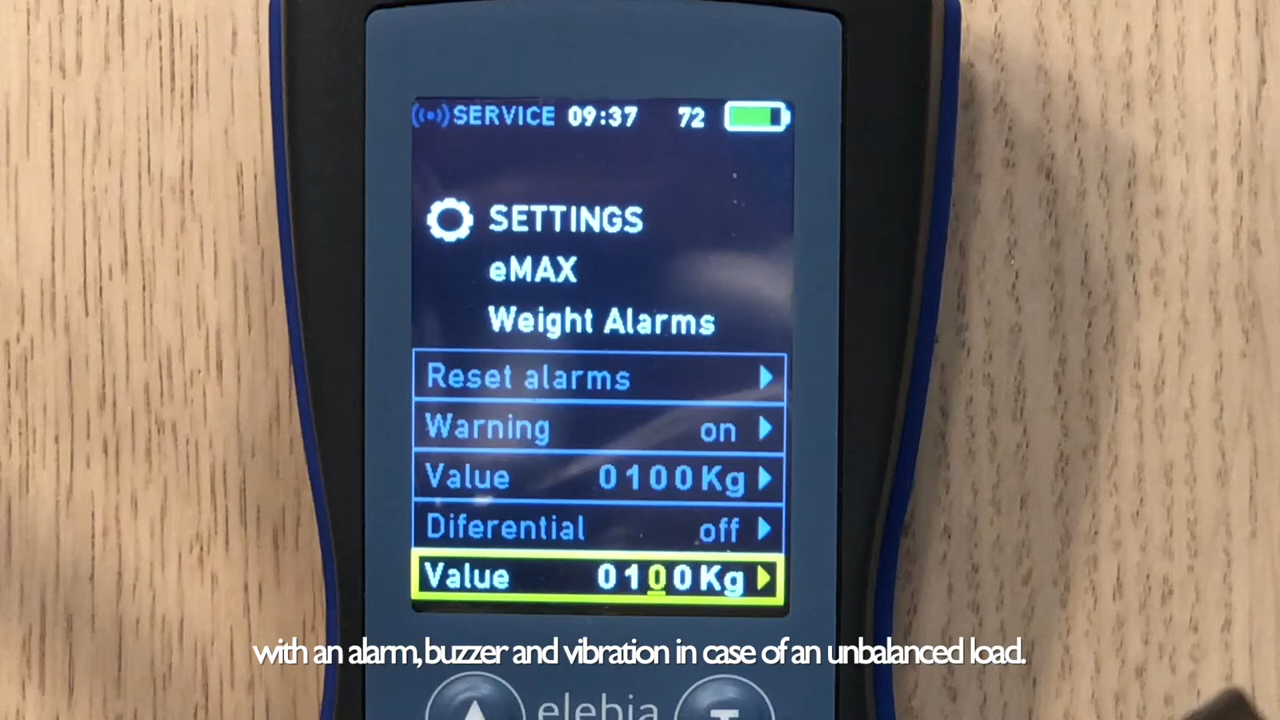 SERVICE 09:37 72
SETTINGS
eMAX
Weight Alarms
Reset alarms
Warning on
Value 0100Kg
Diferential off
Value 0100Kg
with an alarm, buzzer and vibration in case of an unbalanced load.
elebia